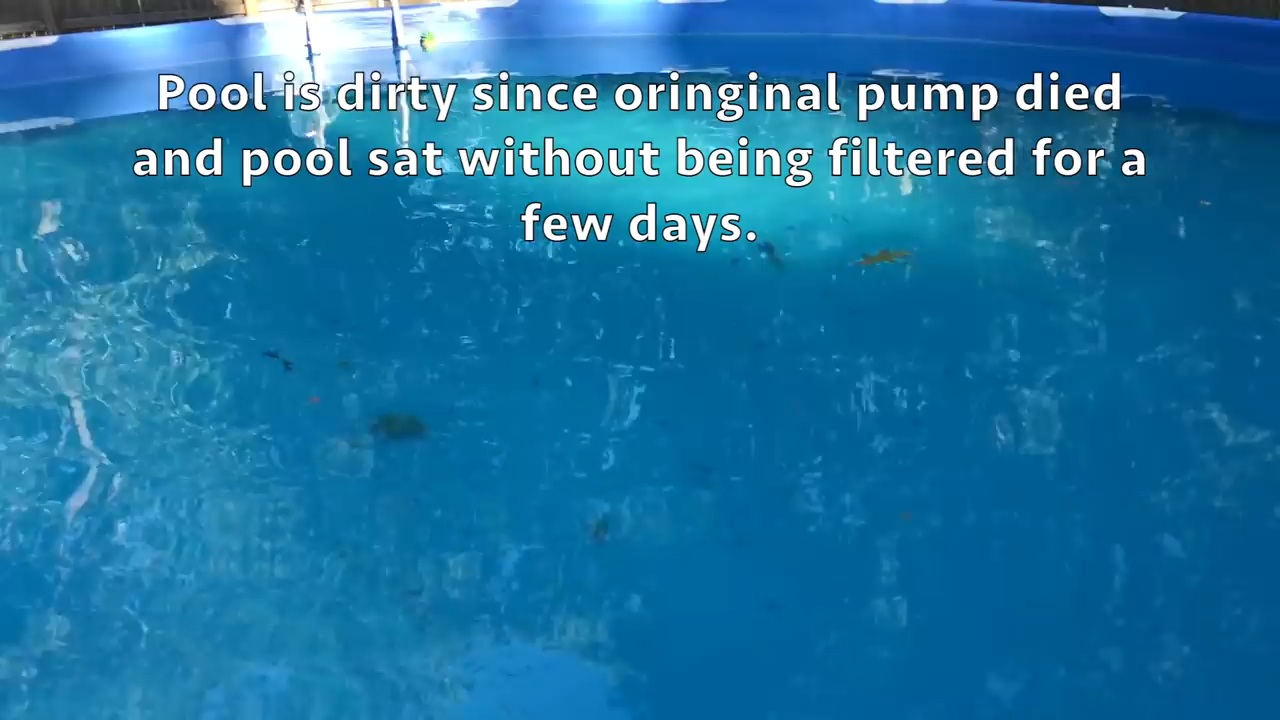 Pool is dirty since oringinal pump died
and pool sat without being filtered for a
few days.